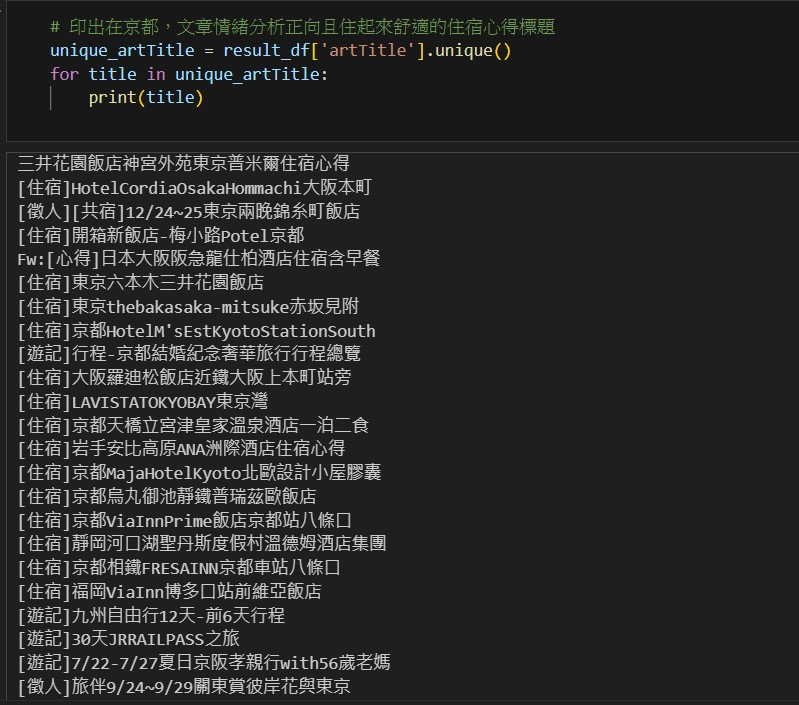 # 印出在京都，文章情緒分析正向且住起來舒適的住宿心得標題
unique_artTitle = result_df['artTitle'].unique()
for title in unique_artTitle:
    print(title)
三井花園飯店神宮外苑東京普米爾住宿心得
[住宿]HotelCordiaOsakaHommachi大阪本町
[徵人][共宿]12/24~25東京兩晚錦糸町飯店
[住宿]開箱新飯店-梅小路Potel京都
Fw:[心得]日本大阪阪急龍仕柏酒店住宿含早餐
[住宿]東京六本木三井花園飯店
[住宿]東京thebakasaka-mitsuke赤坂見附
[住宿]京都HotelM'sEstKyotoStationSouth
[遊記]行程-京都結婚紀念奢華旅行行程總覽
[住宿]大阪羅迪松飯店近鐵大阪上本町站旁
[住宿]LAVISTATOKYOBAY東京灣
[住宿]京都天橋立宮津皇家溫泉酒店一泊二食
[住宿]岩手安比高原ANA洲際酒店住宿心得
[住宿]京都MajaHotelKyoto北歐設計小屋膠囊
[住宿]京都烏丸御池靜鐵普瑞茲歐飯店
[住宿]京都ViaInnPrime飯店京都站八條口
[住宿]靜岡河口湖聖丹斯度假村溫德姆酒店集團
[住宿]京都相鐵FRESAINN京都車站八條口
[住宿]福岡ViaInn博多口站前維亞飯店
[遊記]九州自由行12天-前6天行程
[遊記]30天JRRAILPASS之旅
[遊記]7/22-7/27夏日京阪孝親行with56歲老媽
[徵人]旅伴9/24~9/29關東賞彼岸花與東京